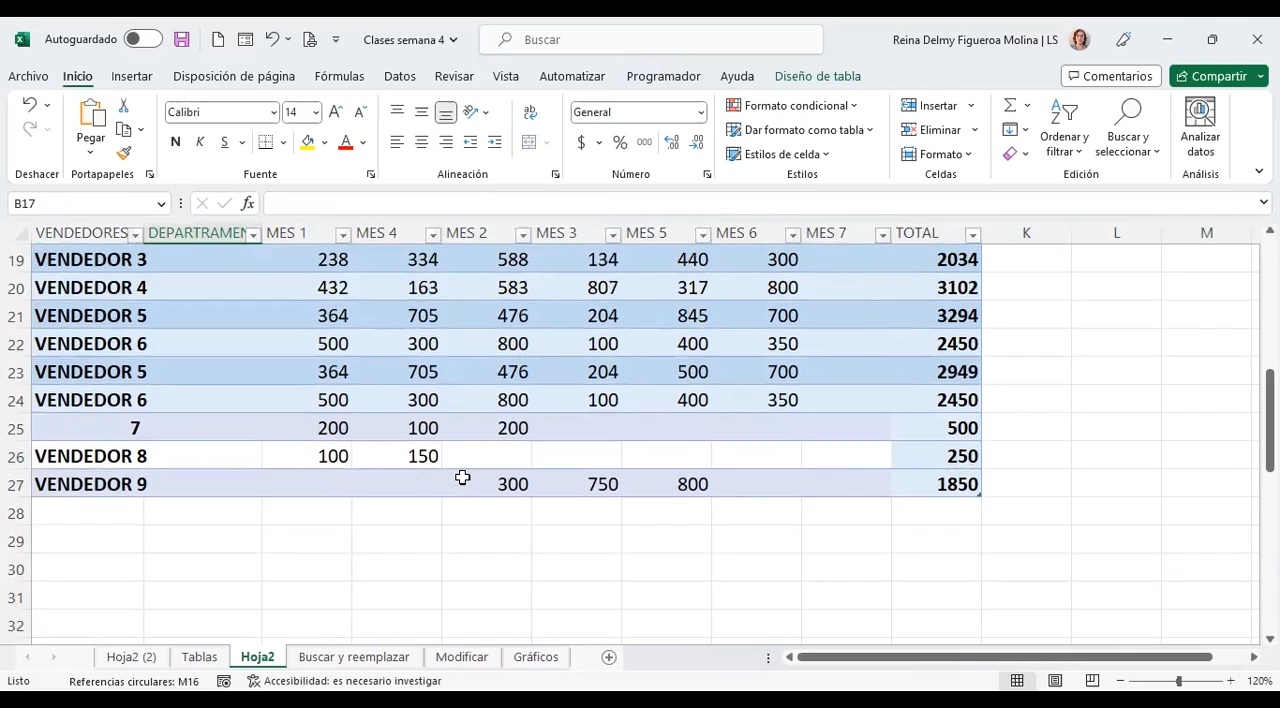 Autoguardado Clases semana 4 Buscar Reina Delmy Figueroa Molina | LS
Archivo Inicio Insertar Disposición de página Fórmulas Datos Revisar Vista Automatizar Programador Ayuda Diseño de tabla Comentarios Compartir
Pegar Calibri 14 General Formato condicional Insertar Ordenar y filtrar Buscar y seleccionar Analizar datos
N K S $ % 000 Dar formato como tabla Eliminar
Estilos de celda Formato
Deshacer Portapapeles Fuente Alineación Número Estilos Celdas Edición Análisis
B17 fx
VENDEDORES DEPARTRAMEN MES 1 MES 4 MES 2 MES 3 MES 5 MES 6 MES 7 TOTAL K L M
19 VENDEDOR 3 238 334 588 134 440 300 2034
20 VENDEDOR 4 432 163 583 807 317 800 3102
21 VENDEDOR 5 364 705 476 204 845 700 3294
22 VENDEDOR 6 500 300 800 100 400 350 2450
23 VENDEDOR 5 364 705 476 204 500 700 2949
24 VENDEDOR 6 500 300 800 100 400 350 2450
25 7 200 100 200 500
26 VENDEDOR 8 100 150 250
27 VENDEDOR 9 300 750 800 1850
28
29
30
31
32
Hoja2 (2) Tablas Hoja2 Buscar y reemplazar Modificar Gráficos
Listo Referencias circulares: M16 Accesibilidad: es necesario investigar 120%